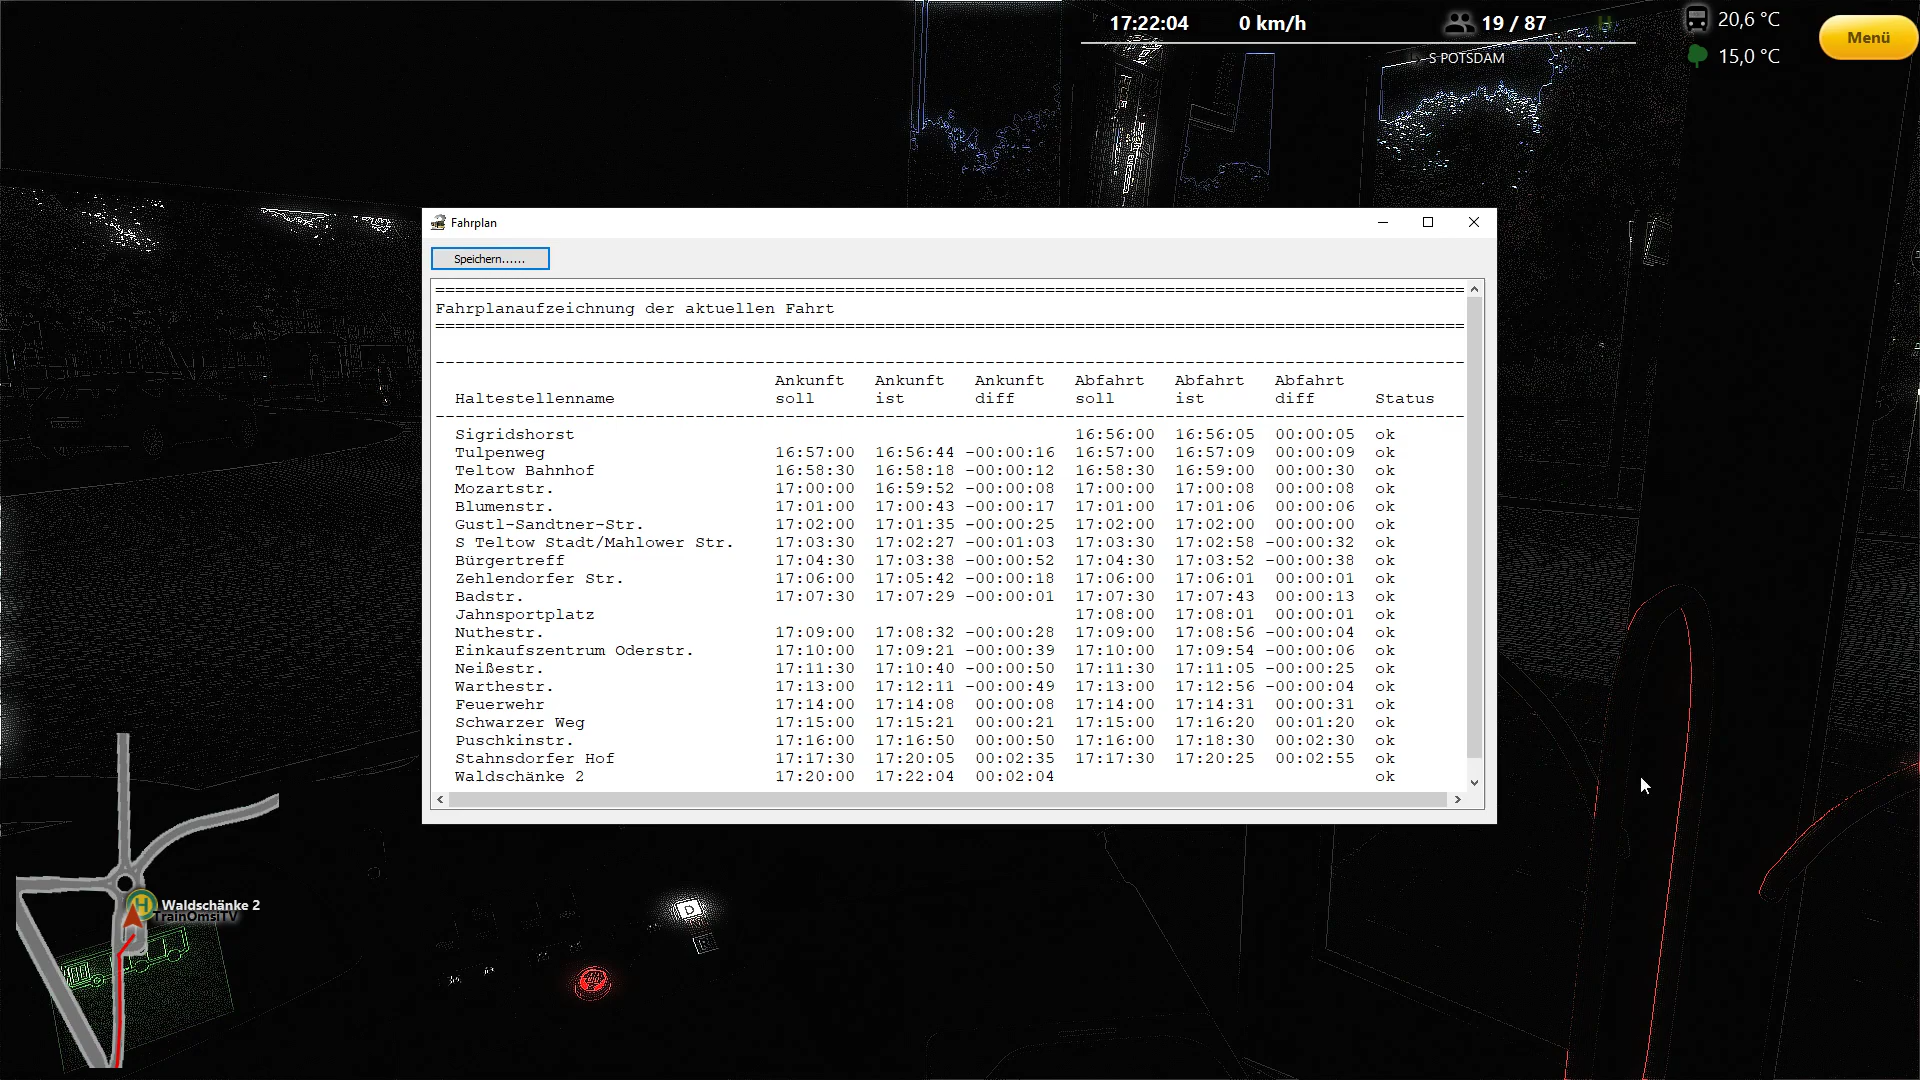 17:22:04 0 km/h 19 / 87 H 20,6 °C Menü
S POTSDAM 15,0 °C
Fahrplan
Speichern......
Fahrplanaufzeichnung der aktuellen Fahrt
Ankunft Ankunft Ankunft Abfahrt Abfahrt Abfahrt
Haltestellenname soll ist diff soll ist diff Status
Sigridshorst 16:56:00 16:56:05 00:00:05 ok
Tulpenweg 16:57:00 16:56:44 -00:00:16 16:57:00 16:57:09 00:00:09 ok
Teltow Bahnhof 16:58:30 16:58:18 -00:00:12 16:58:30 16:59:00 00:00:30 ok
Mozartstr. 17:00:00 16:59:52 -00:00:08 17:00:00 17:00:08 00:00:08 ok
Blumenstr. 17:01:00 17:00:43 -00:00:17 17:01:00 17:01:06 00:00:06 ok
Gustl-Sandtner-Str. 17:02:00 17:01:35 -00:00:25 17:02:00 17:02:00 00:00:00 ok
S Teltow Stadt/Mahlower Str. 17:03:30 17:02:27 -00:01:03 17:03:30 17:02:58 -00:00:32 ok
Bürgertreff 17:04:30 17:03:38 -00:00:52 17:04:30 17:03:52 -00:00:38 ok
Zehlendorfer Str. 17:06:00 17:05:42 -00:00:18 17:06:00 17:06:01 00:00:01 ok
Badstr. 17:07:30 17:07:29 -00:00:01 17:07:30 17:07:43 00:00:13 ok
Jahnsportplatz 17:08:00 17:08:01 00:00:01 ok
Nuthestr. 17:09:00 17:08:32 -00:00:28 17:09:00 17:08:56 -00:00:04 ok
Einkaufszentrum Oderstr. 17:10:00 17:09:21 -00:00:39 17:10:00 17:09:54 -00:00:06 ok
Neißestr. 17:11:30 17:10:40 -00:00:50 17:11:30 17:11:05 -00:00:25 ok
Warthestr. 17:13:00 17:12:11 -00:00:49 17:13:00 17:12:56 -00:00:04 ok
Feuerwehr 17:14:00 17:14:08 00:00:08 17:14:00 17:14:31 00:00:31 ok
Schwarzer Weg 17:15:00 17:15:21 00:00:21 17:15:00 17:16:20 00:01:20 ok
Puschkinstr. 17:16:00 17:16:50 00:00:50 17:16:00 17:18:30 00:02:30 ok
Stahnsdorfer Hof 17:17:30 17:20:05 00:02:35 17:17:30 17:20:25 00:02:55 ok
Waldschänke 2 17:20:00 17:22:04 00:02:04 ok
H Waldschänke 2
TrainOmsiTV
D
R